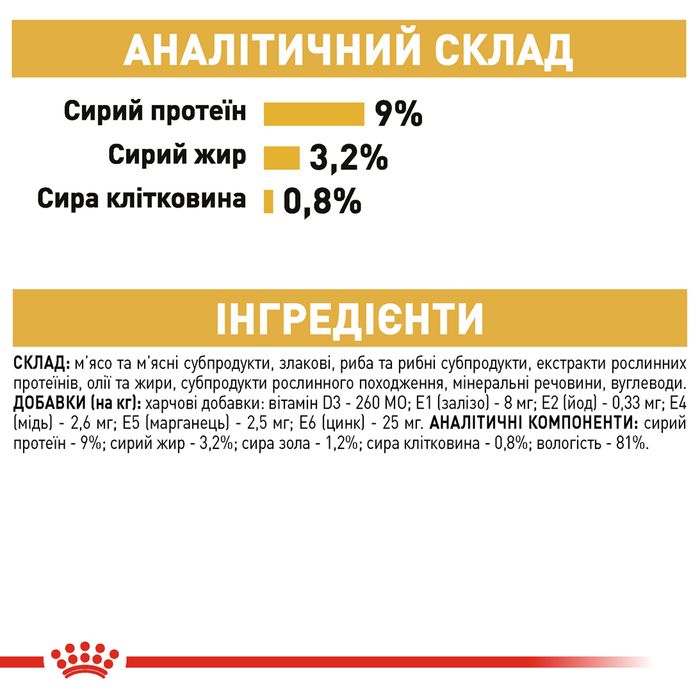 АНАЛІТИЧНИЙ СКЛАД
Сирий протеїн 9%
Сирий жир 3,2%
Сира клітковина 0,8%
ІНГРЕДІЄНТИ
СКЛАД: м'ясо та м'ясні субпродукти, злакові, риба та рибні субпродукти, екстракти рослинних
протеїнів, олії та жири, субпродукти рослинного походження, мінеральні речовини, вуглеводи.
ДОБАВКИ (на кг): харчові добавки: вітамін D3 - 260 МО; Е1 (залізо) - 8 мг; Е2 (йод) - 0,33 мг; Е4
(мідь) - 2,6 мг; Е5 (марганець) - 2,5 мг; Е6 (цинк) - 25 мг. АНАЛІТИЧНІ КОМПОНЕНТИ: сирий
протеїн - 9%; сирий жир - 3,2%; сира зола - 1,2%; сира клітковина - 0,8%; вологість - 81%.